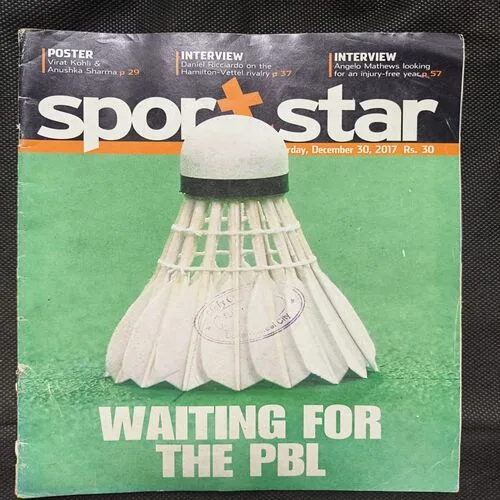 POSTER
Virat Kohli &
Anushka Sharma p 29
INTERVIEW
Daniel Ricciardo on the
Hamilton-Vettel rivalry p 37
INTERVIEW
Angelo Mathews looking
for an injury-free year p 57
sportstar
rday, December 30, 2017 Rs. 30
City
WAITING FOR
THE PBL